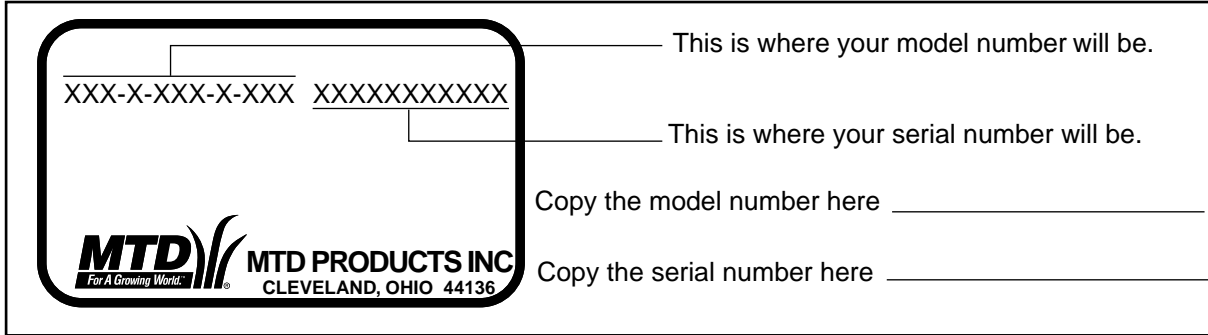 This is where your model number will be.
XXX-X-XXX-X-XXX XXXXXXXXXXX
This is where your serial number will be.
Copy the model number here
MTD
For A Growing World.™
®
MTD PRODUCTS INC
CLEVELAND, OHIO 44136
Copy the serial number here